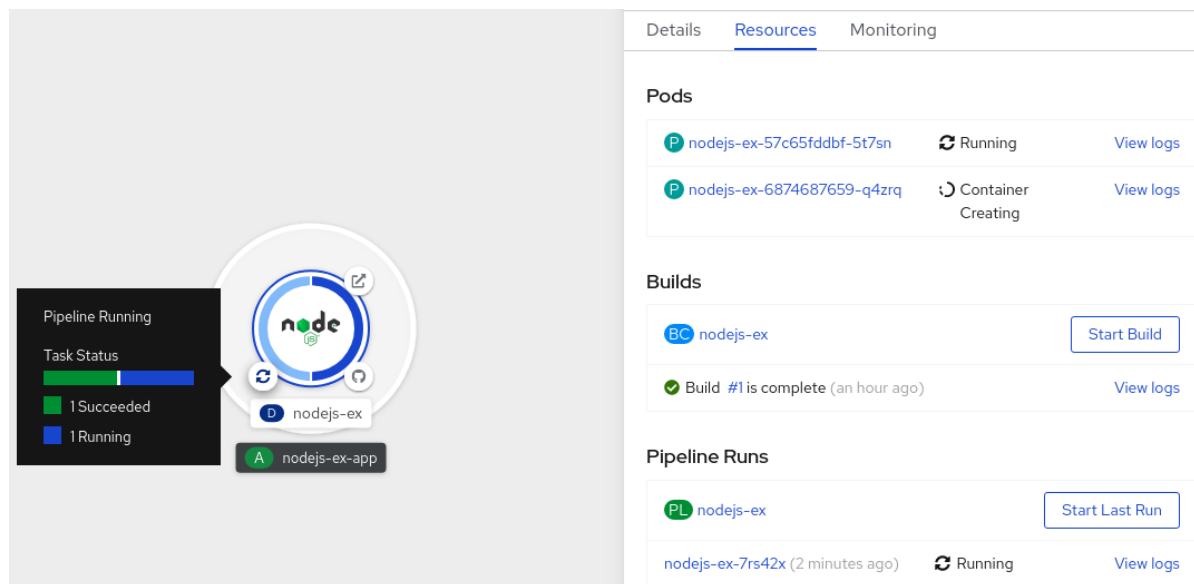 Details Resources Monitoring
Pods
P nodejs-ex-57c65fddbf-5t7sn Running View logs
P nodejs-ex-6874687659-q4zrq Container View logs
Creating
Builds
BC nodejs-ex Start Build
Build #1 is complete (an hour ago) View logs
Pipeline Runs
PL nodejs-ex Start Last Run
nodejs-ex-7rs42x (2 minutes ago) Running View logs
Pipeline Running
Task Status
1 Succeeded
1 Running
node
JS
D nodejs-ex
A nodejs-ex-app